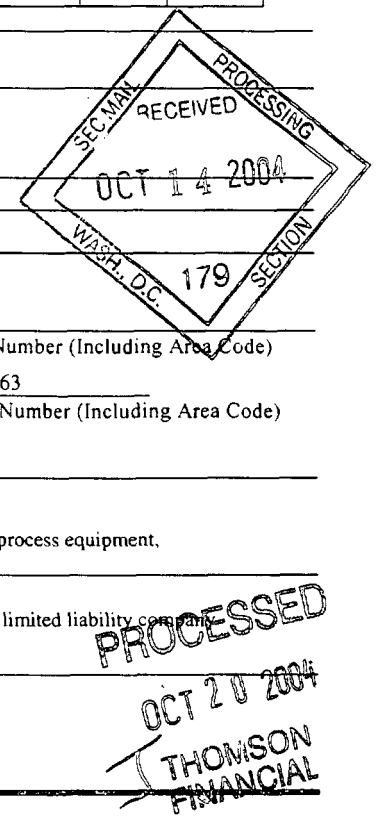 SEC MAIL PROCESSING
RECEIVED
OCT 14 2004
179
WASH., D.C. SECTION
Number (Including Area Code)
63
Number (Including Area Code)
process equipment,
limited liability company
PROCESSED
OCT 20 2004
THOMSON
FINANCIAL